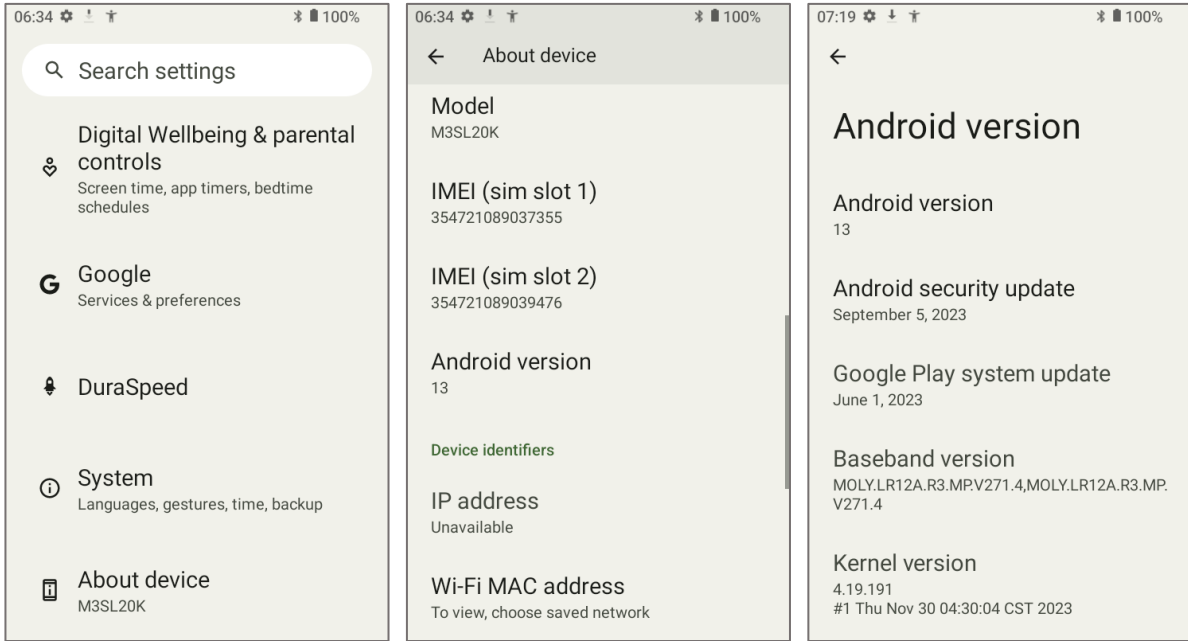 06:34 100%
Search settings
Digital Wellbeing & parental
controls
Screen time, app timers, bedtime
schedules
Google
Services & preferences
DuraSpeed
System
Languages, gestures, time, backup
About device
M3SL20K
06:34 100%
About device
Model
M3SL20K
IMEI (sim slot 1)
354721089037355
IMEI (sim slot 2)
354721089039476
Android version
13
Device identifiers
IP address
Unavailable
Wi-Fi MAC address
To view, choose saved network
07:19 100%
Android version
Android version
13
Android security update
September 5, 2023
Google Play system update
June 1, 2023
Baseband version
MOLY.LR12A.R3.MP.V271.4,MOLY.LR12A.R3.MP.
V271.4
Kernel version
4.19.191
#1 Thu Nov 30 04:30:04 CST 2023